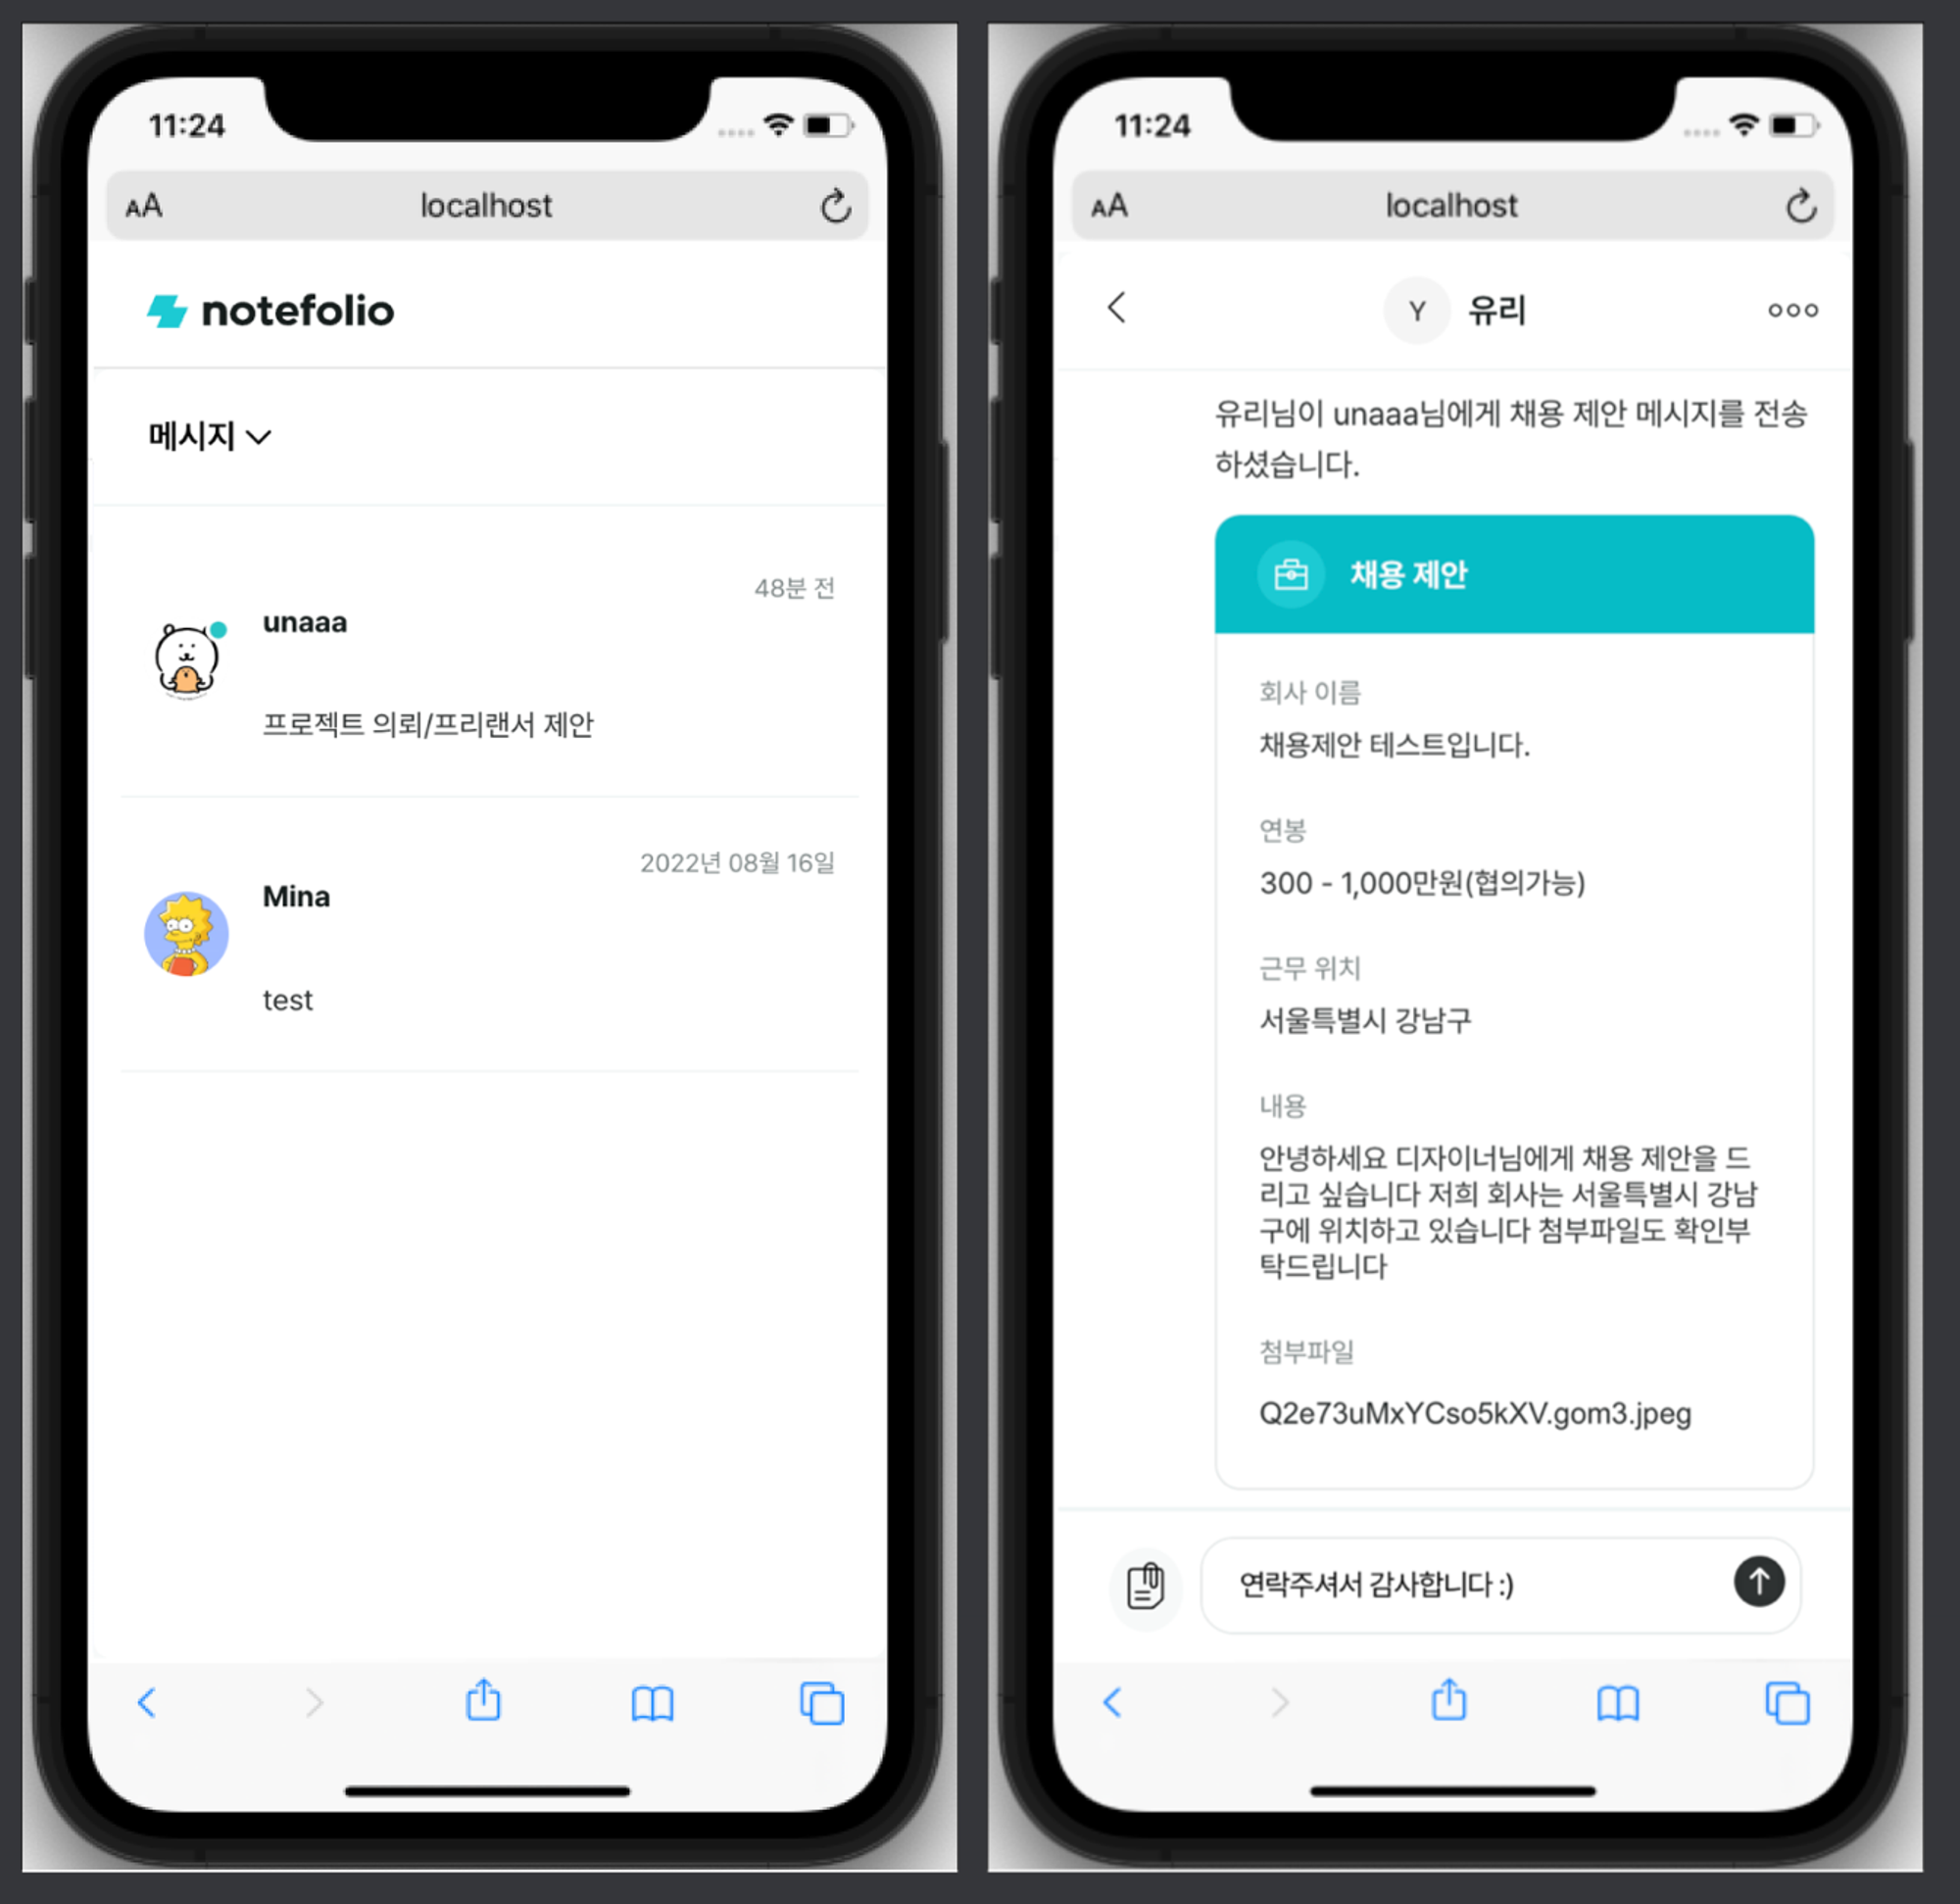 11:24
AA
localhost
notefolio
메시지
48분 전
unaaa
프로젝트 의뢰/프리랜서 제안
2022년 08월 16일
Mina
test
11:24
AA
localhost
Y 유리
유리님이 unaaa님에게 채용 제안 메시지를 전송
하셨습니다.
채용 제안
회사 이름
채용제안 테스트입니다.
연봉
300 - 1,000만원(협의가능)
근무 위치
서울특별시 강남구
내용
안녕하세요 디자이너님에게 채용 제안을 드
리고 싶습니다 저희 회사는 서울특별시 강남
구에 위치하고 있습니다 첨부파일도 확인부
탁드립니다
첨부파일
Q2e73uMxYCso5kXV.gom3.jpeg
연락주셔서 감사합니다 :)